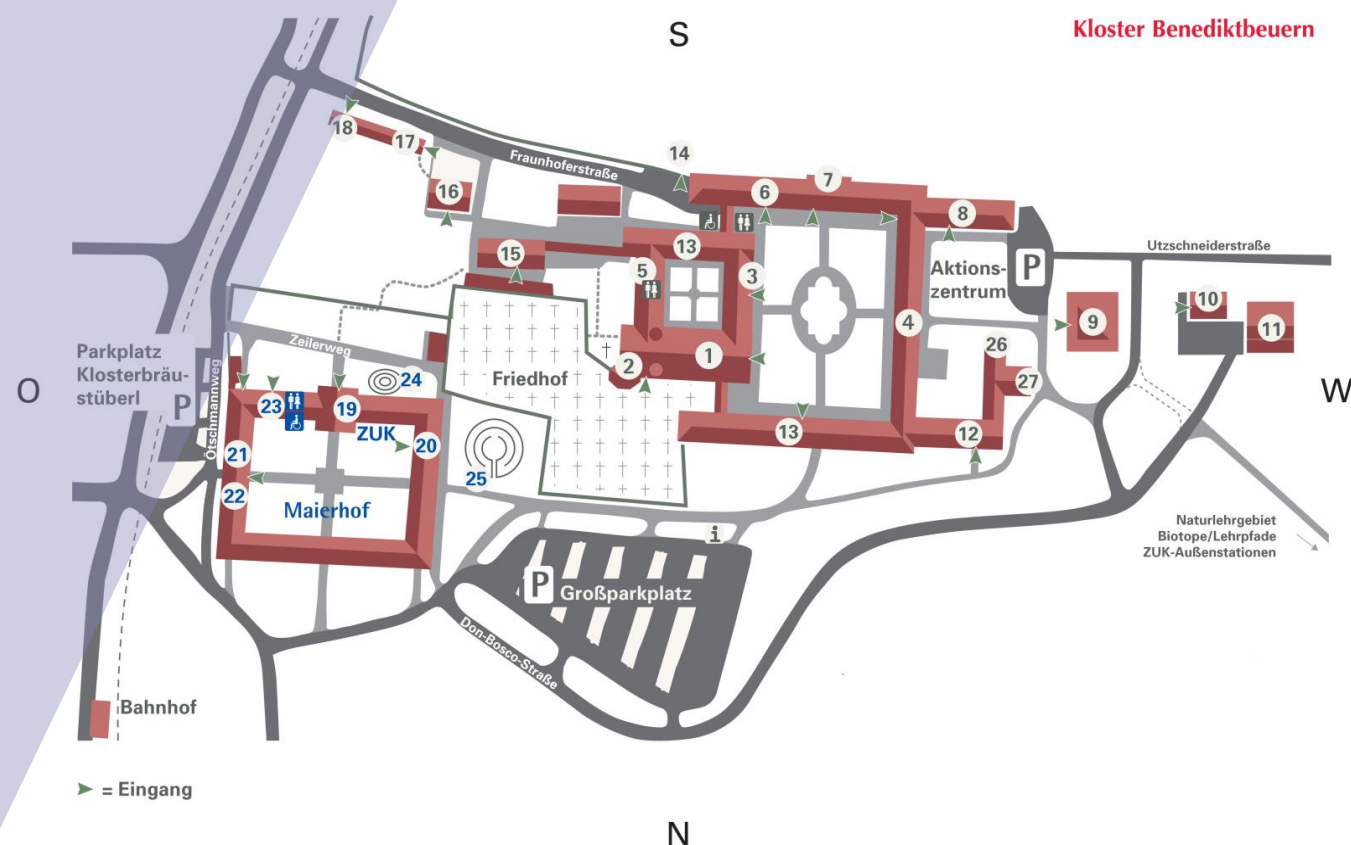 S
Kloster Benediktbeuern
18
17
Fraunhoferstraße
14
16
6
7
8
15
13
5
3
Aktions-
zentrum
P
Utzschneiderstraße
4
9
10
11
Zeilerweg
Parkplatz
Klosterbräu-
stüberl
P
O
Ötschmannweg
24
Friedhof
2
1
26
27
W
23
19
ZUK
20
21
22
Maierhof
25
13
12
i
P
Großparkplatz
Naturlehrgebiet
Biotope/Lehrpfade
ZUK-Außenstationen
Don-Bosco-Straße
Bahnhof
= Eingang
N